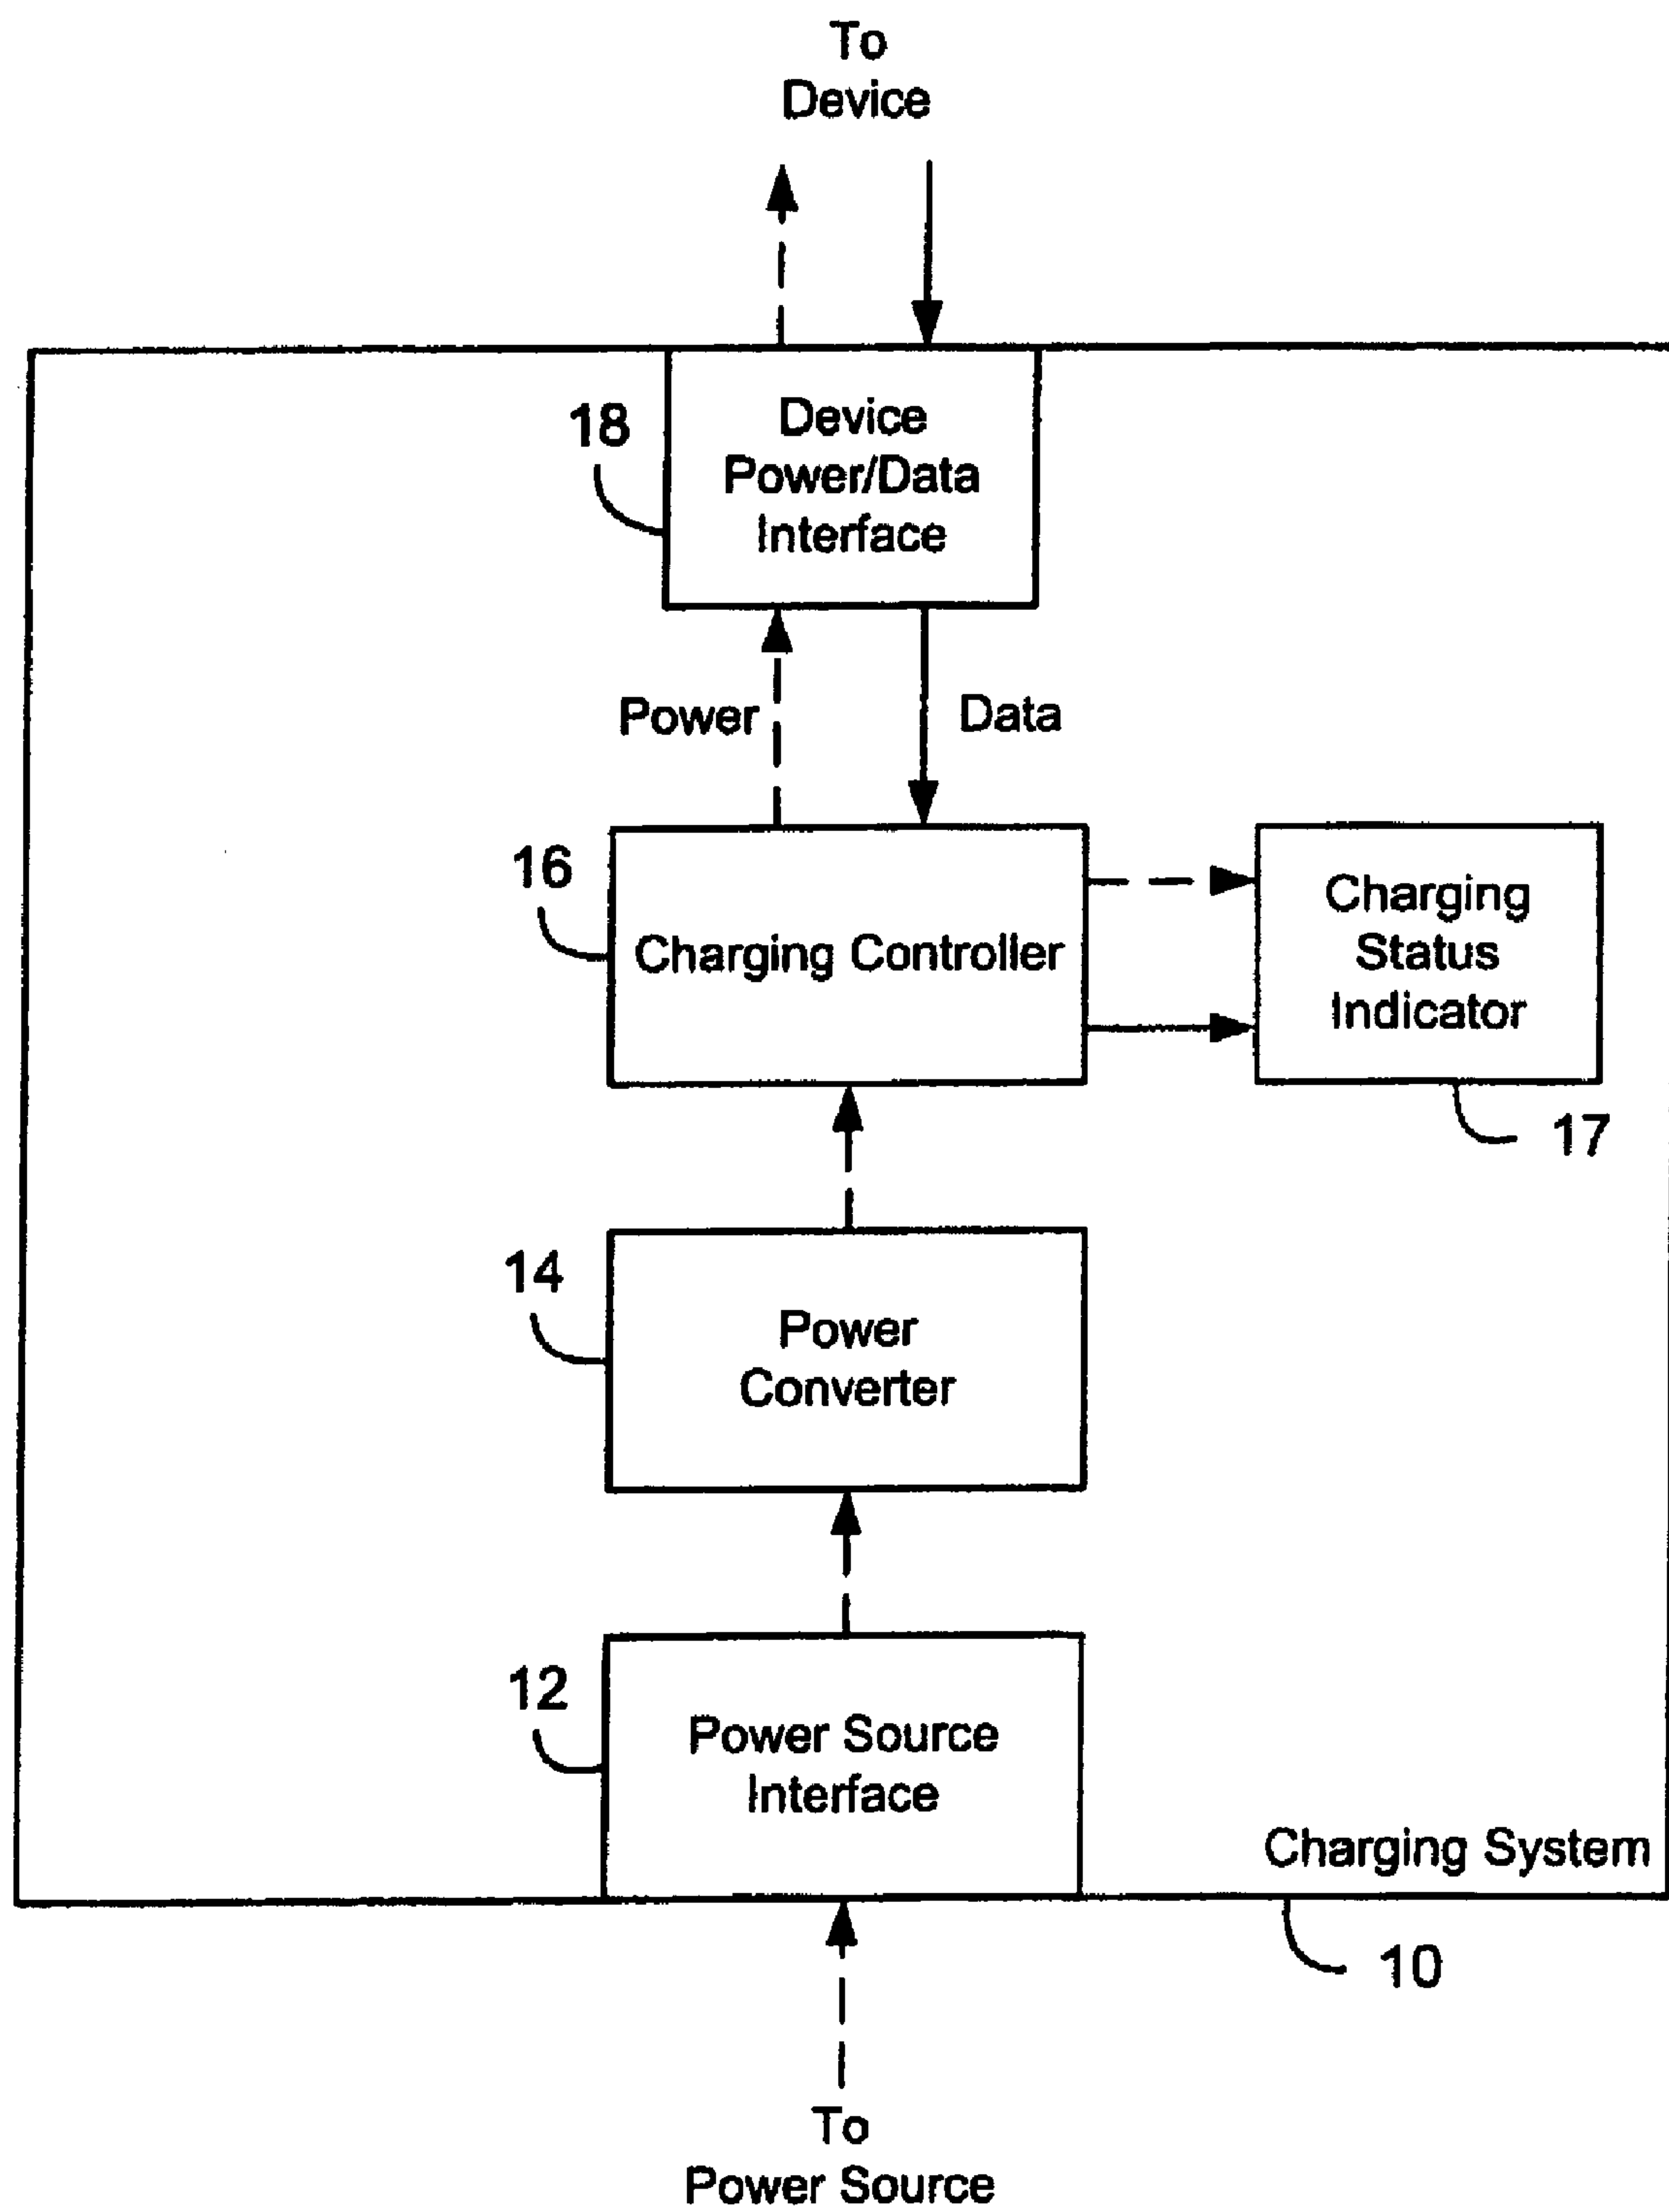 To
Device
18
Device
Power/Data
Interface
Power
Data
16
Charging Controller
Charging
Status
Indicator
17
14
Power
Converter
12
Power Source
Interface
Charging System
10
To
Power Source